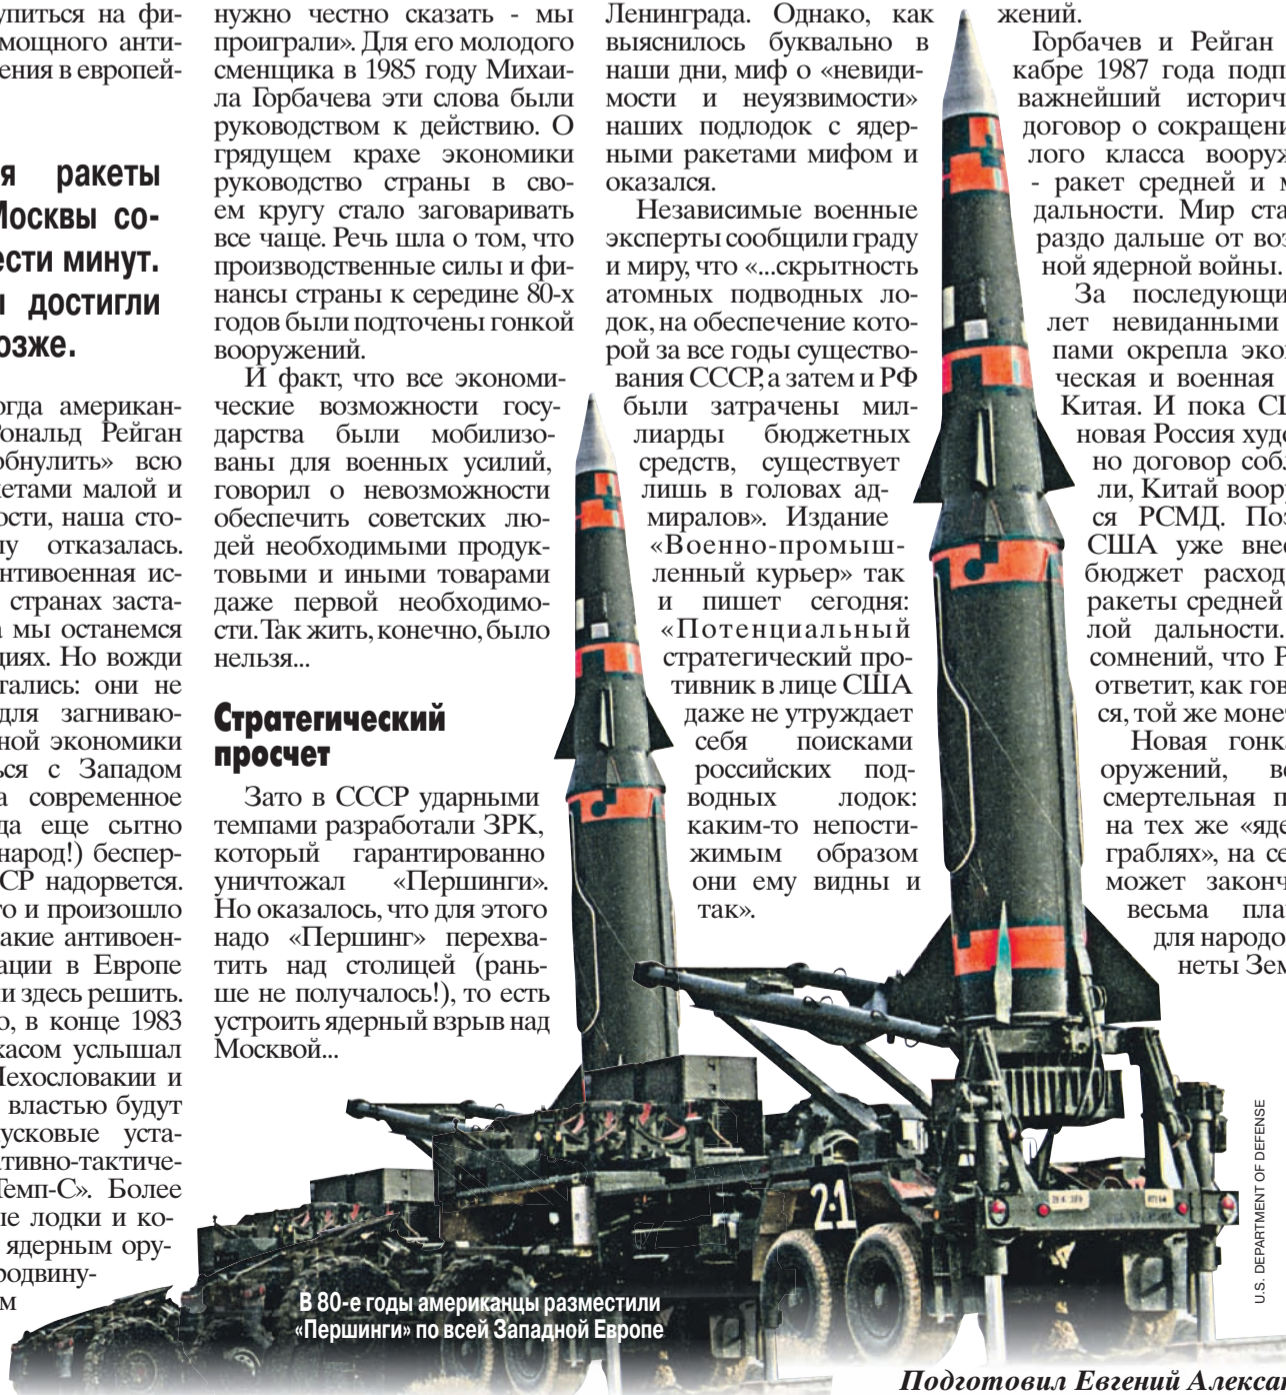 упиться на фи-
мощного анти-
ения в европей-
я ракеты
Москвы со-
ести минут.
достигли
озже.
огда американ-
Рональд Рейган
обнулить» всю
кетами малой и
ости, наша сто-
лу отказалась.
нтивоенная ис-
странах заста-
а мы останемся
циях. Но вожди
тались: они не
для загниваю-
ной экономики
ься с Западом
а современное
да еще сытно
народ!) беспер-
СР надорвется.
го и произошло
акие антивоен-
ации в Европе
и здесь решить.
о, в конце 1983
жасом услышал
Чехословакии и
властью будут
усковые уста-
ативно-тактиче-
Темп-С». Более
ые лодки и ко-
ядерным ору-
родвину-
м
нужно честно сказать - мы
проиграли». Для его молодого
сменщика в 1985 году Михаи-
ла Горбачева эти слова были
руководством к действию. О
грядущем крахе экономики
руководство страны в сво-
ем кругу стало заговаривать
все чаще. Речь шла о том, что
производственные силы и фи-
нансы страны к середине 80-х
годов были подточены гонкой
вооружений.
И факт, что все экономи-
ческие возможности госу-
дарства были мобилизо-
ваны для военных усилий,
говорил о невозможности
обеспечить советских лю-
дей необходимыми продук-
товыми и иными товарами
даже первой необходимо-
сти. Так жить, конечно, было
нельзя...
Стратегический
просчет
Зато в СССР ударными
темпами разработали ЗРК,
который гарантированно
уничтожал «Першинги».
Но оказалось, что для этого
надо «Першинг» перехва-
тить над столицей (рань-
ше не получалось!), то есть
устроить ядерный взрыв над
Москвой...
Ленинграда. Однако, как
выяснилось буквально в
наши дни, миф о «невиди-
мости и неуязвимости»
наших подлодок с ядер-
ными ракетами мифом и
оказался.
Независимые военные
эксперты сообщили граду
и миру, что «...скрытность
атомных подводных ло-
док, на обеспечение кото-
рой за все годы существо-
вания СССР, а затем и РФ
были затрачены мил-
лиарды бюджетных
средств, существует
лишь в головах ад-
миралов». Издание
«Военно-промыш-
ленный курьер» так
и пишет сегодня:
«Потенциальный
стратегический про-
тивник в лице США
даже не утруждает
себя поисками
российских под-
водных лодок:
каким-то непости-
жимым образом
они ему видны и
так».
жений.
Горбачев и Рейган
кабре 1987 года подп
важнейший историч
договор о сокращени
лого класса вооруж
- ракет средней и м
дальности. Мир ста
раздо дальше от воз
ной ядерной войны.
За последующи
лет невиданными
пами окрепла эко
ческая и военная
Китая. И пока СШ
новая Россия худо
но договор собл
ли, Китай воору
ся РСМД. Поэ
США уже внес
бюджет расход
ракеты средней
лой дальности.
сомнений, что Р
ответит, как гов
ся, той же монет
Новая гонка
оружений, во
смертельная п
на тех же «яде
граблях», на се
может законч
весьма пла
для народо
неты Зем
2-1
В 80-е годы американцы разместили
«Першинги» по всей Западной Европе
U.S. DEPARTMENT OF DEFENSE
Подготовил Евгений Алекса